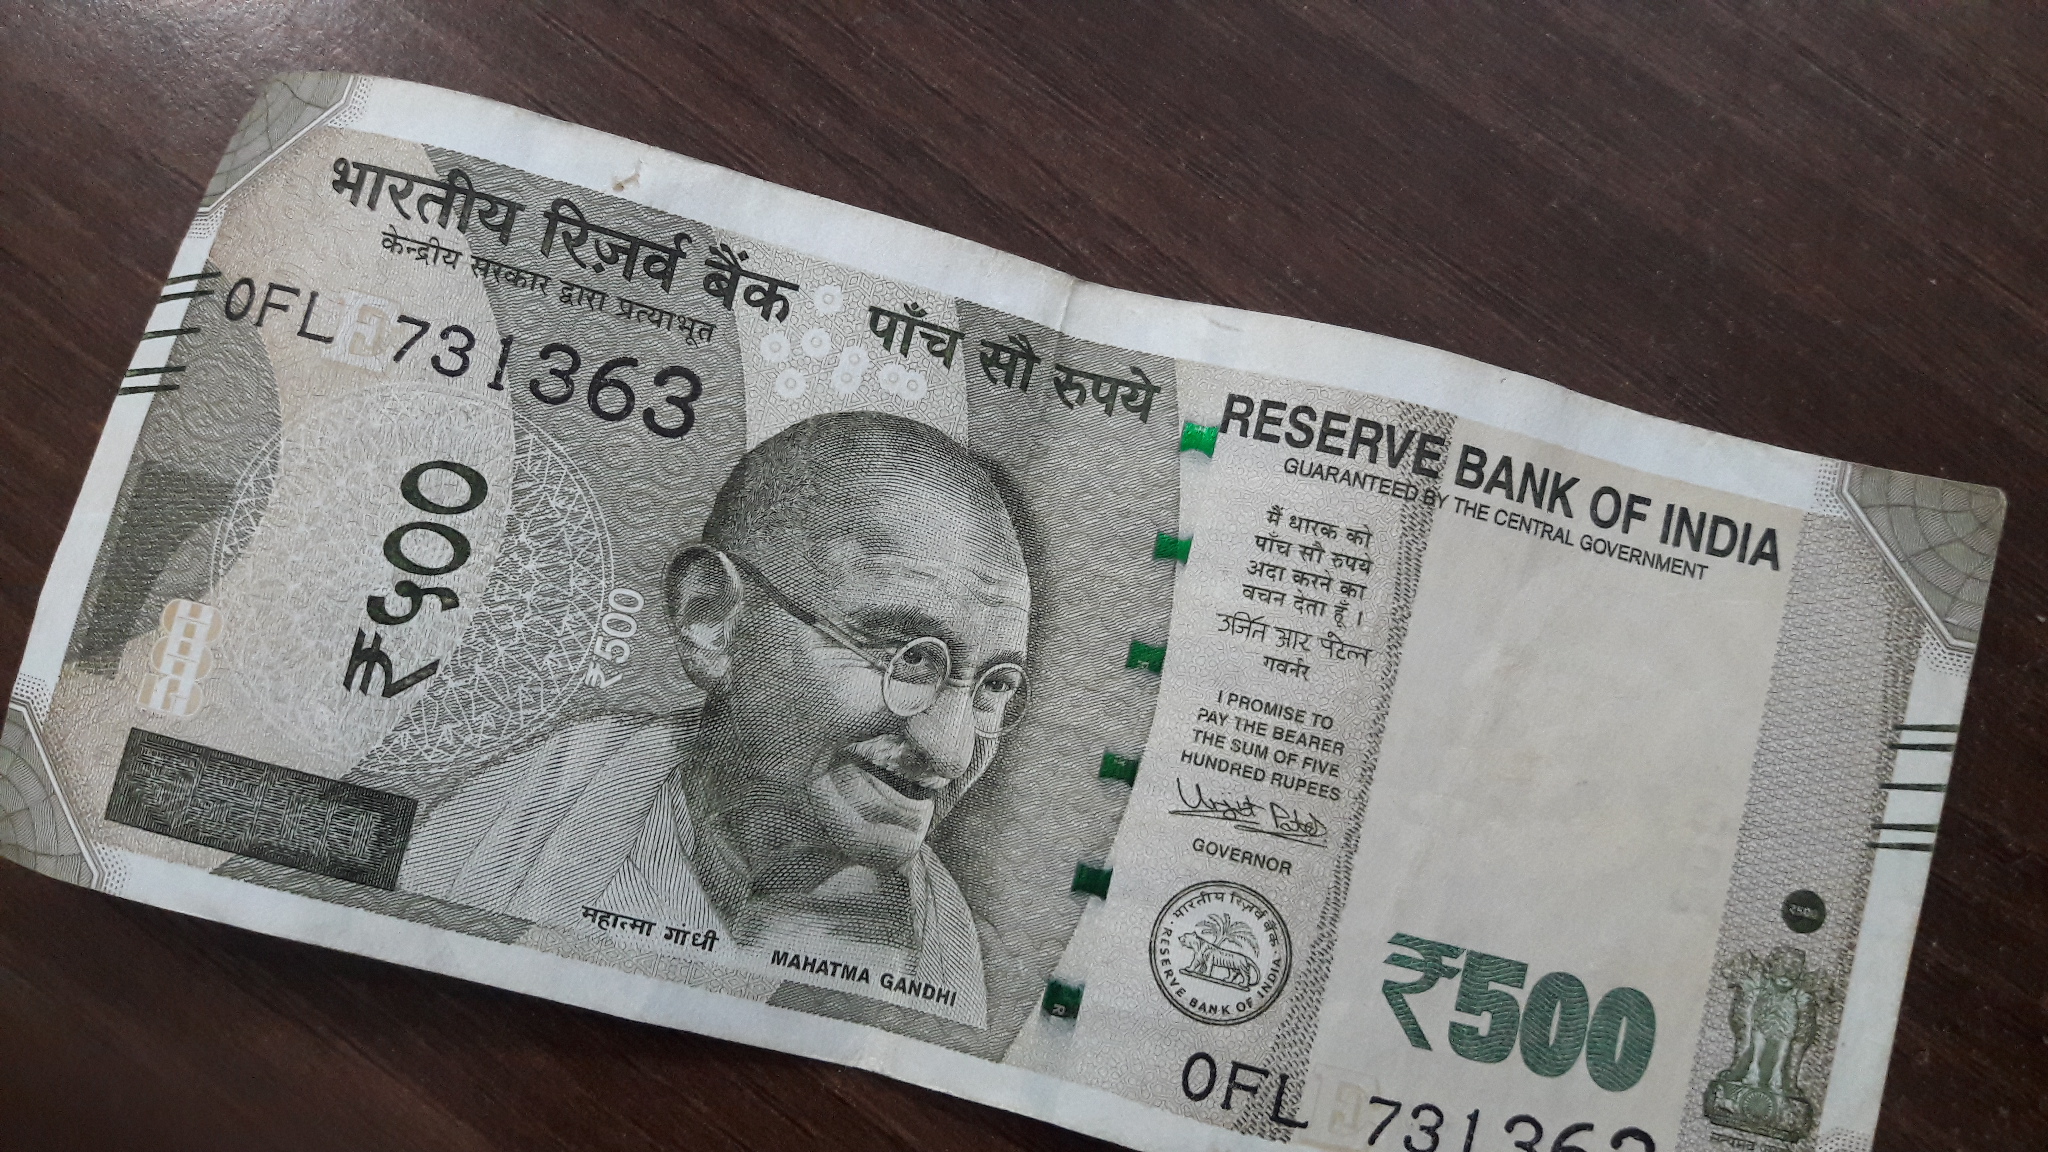 भारतीय रिज़र्व बैंक
केन्द्रीय सरकार द्वारा प्रत्याभूत
0FL 731363
₹५००
₹500
पाँच सौ रुपये
महात्मा गांधी
MAHATMA GANDHI
RESERVE BANK OF INDIA
GUARANTEED BY THE CENTRAL GOVERNMENT
मैं धारक को
पाँच सौ रुपये
अदा करने का
वचन देता हूँ।
उर्जित आर पटेल
गवर्नर
I PROMISE TO
PAY THE BEARER
THE SUM OF FIVE
HUNDRED RUPEES
GOVERNOR
भारतीय रिज़र्व बैंक
RESERVE BANK OF INDIA
₹500
0FL 731363